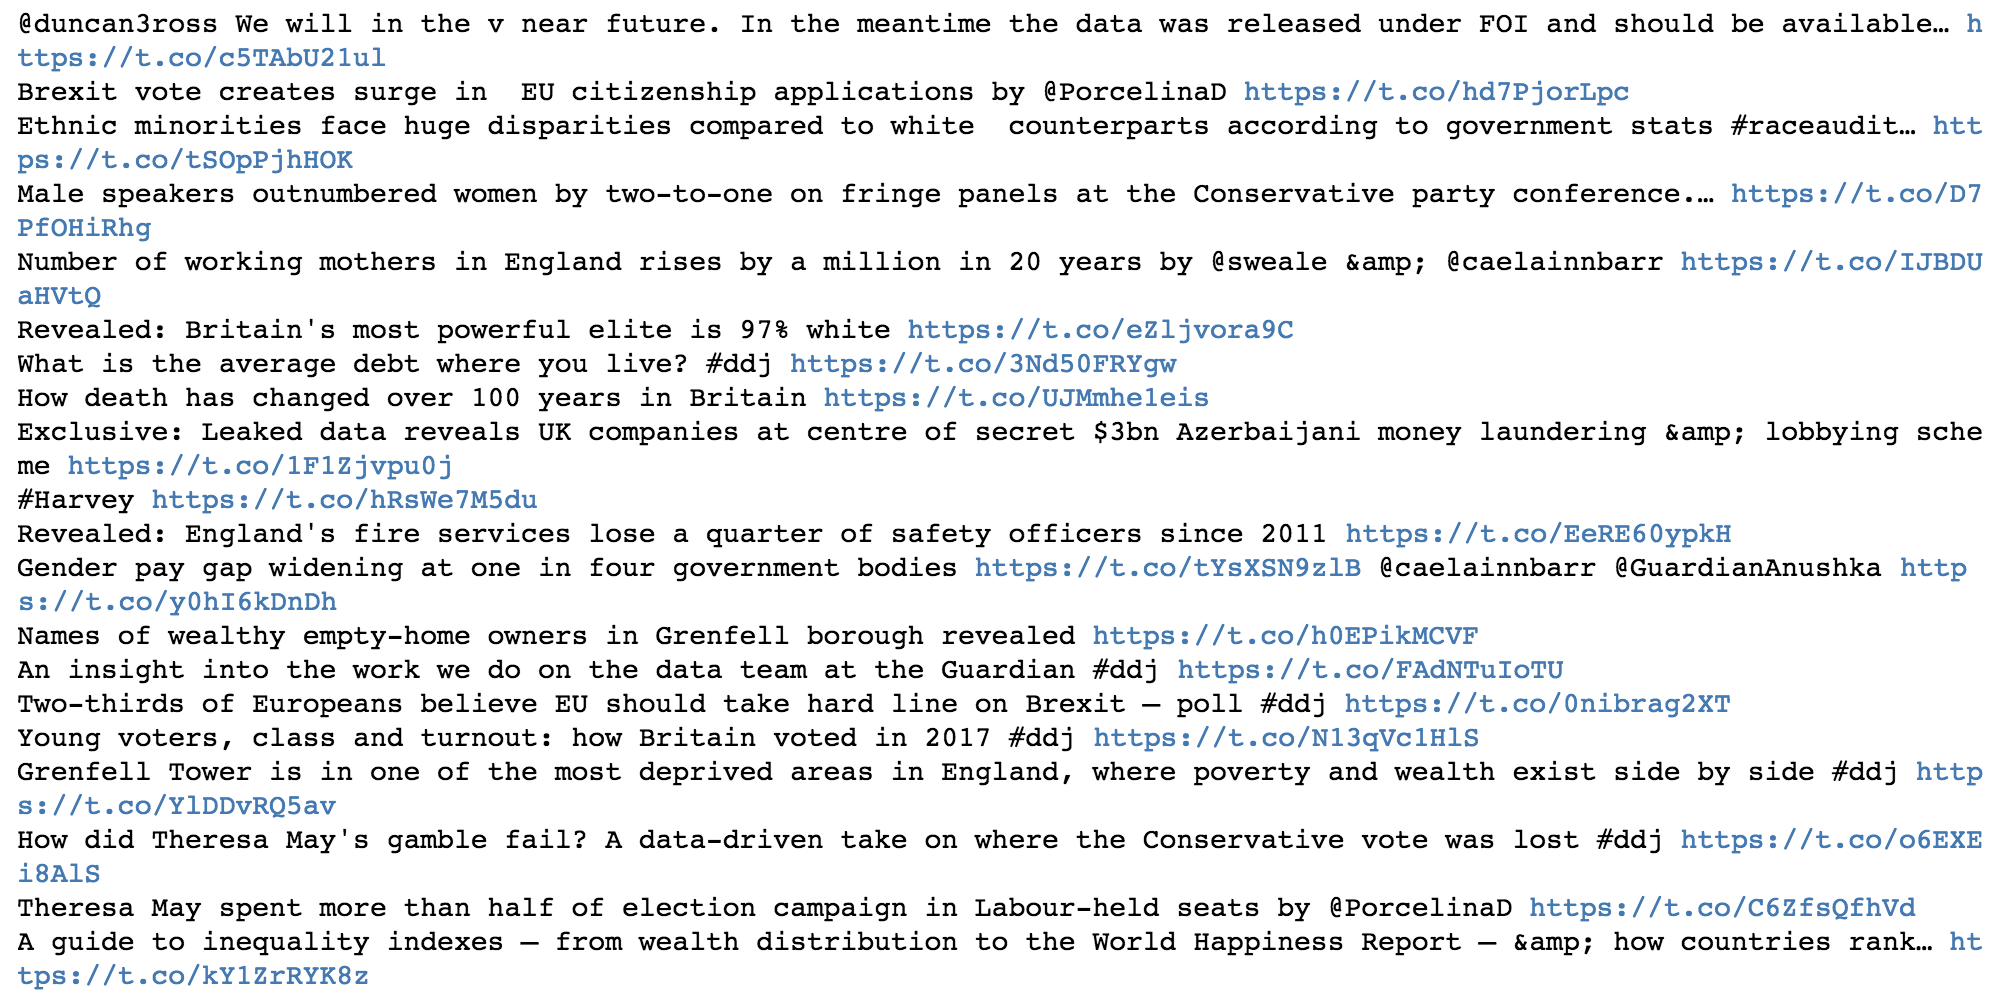 @duncan3ross We will in the v near future. In the meantime the data was released under FOI and should be available… h
ttps://t.co/c5TAbU21ul
Brexit vote creates surge in  EU citizenship applications by @PorcelinaD https://t.co/hd7PjorLpc
Ethnic minorities face huge disparities compared to white  counterparts according to government stats #raceaudit… htt
ps://t.co/tSOpPjhHOK
Male speakers outnumbered women by two-to-one on fringe panels at the Conservative party conference.… https://t.co/D7
PfOHiRhg
Number of working mothers in England rises by a million in 20 years by @sweale &amp; @caelainnbarr https://t.co/IJBDU
aHVtQ
Revealed: Britain's most powerful elite is 97% white https://t.co/eZljvora9C
What is the average debt where you live? #ddj https://t.co/3Nd50FRYgw
How death has changed over 100 years in Britain https://t.co/UJMmhe1eis
Exclusive: Leaked data reveals UK companies at centre of secret $3bn Azerbaijani money laundering &amp; lobbying sche
me https://t.co/1F1Zjvpu0j
#Harvey https://t.co/hRsWe7M5du
Revealed: England's fire services lose a quarter of safety officers since 2011 https://t.co/EeRE60ypkH
Gender pay gap widening at one in four government bodies https://t.co/tYsXSN9zlB @caelainnbarr @GuardianAnushka http
s://t.co/y0hI6kDnDh
Names of wealthy empty-home owners in Grenfell borough revealed https://t.co/h0EPikMCVF
An insight into the work we do on the data team at the Guardian #ddj https://t.co/FAdNTuIoTU
Two-thirds of Europeans believe EU should take hard line on Brexit – poll #ddj https://t.co/0nibrag2XT
Young voters, class and turnout: how Britain voted in 2017 #ddj https://t.co/N13qVc1HlS
Grenfell Tower is in one of the most deprived areas in England, where poverty and wealth exist side by side #ddj http
s://t.co/YlDDvRQ5av
How did Theresa May's gamble fail? A data-driven take on where the Conservative vote was lost #ddj https://t.co/o6EXE
i8AlS
Theresa May spent more than half of election campaign in Labour-held seats by @PorcelinaD https://t.co/C6ZfsQfhVd
A guide to inequality indexes – from wealth distribution to the World Happiness Report – &amp; how countries rank… ht
tps://t.co/kY1ZrRYK8z